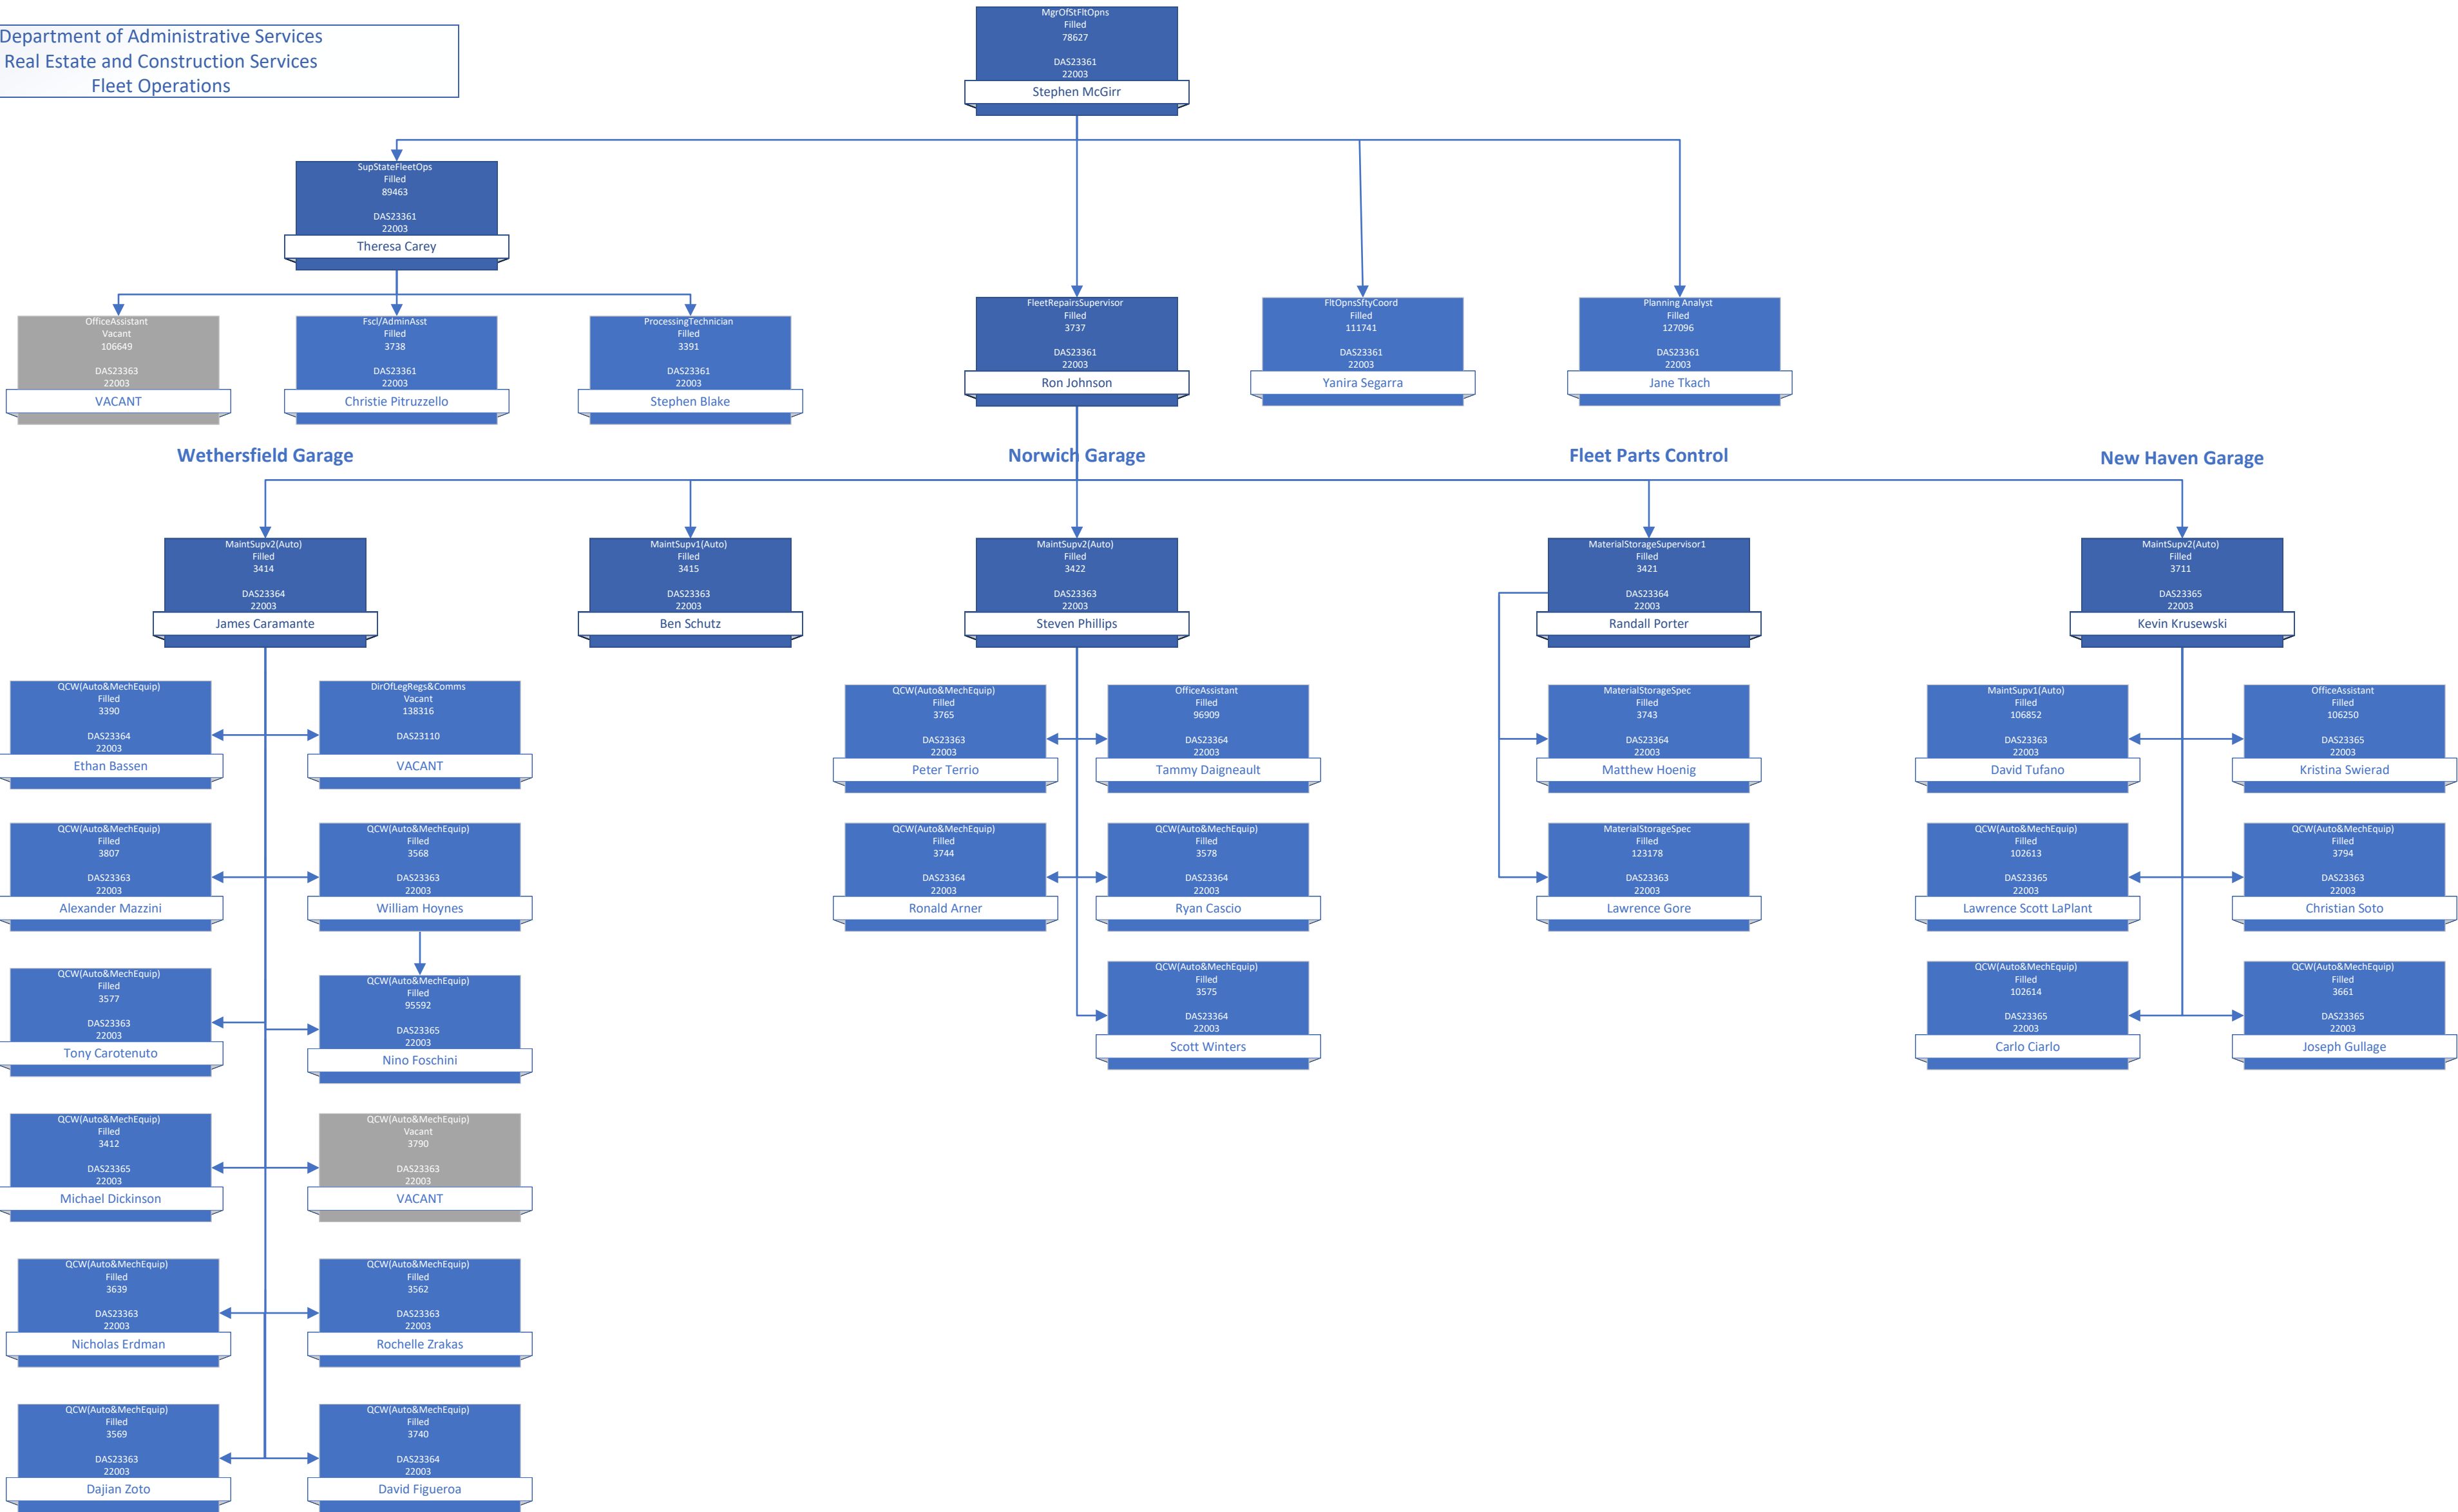 Department of Administrative Services
Real Estate and Construction Services
Fleet Operations
MgrOfStFltOpns
Filled
78627
DAS23361
22003
Stephen McGirr
SupStateFleetOps
Filled
89463
DAS23361
22003
Theresa Carey
OfficeAssistant
Vacant
106649
DAS23363
22003
VACANT
Fscl/AdminAsst
Filled
3738
DAS23361
22003
Christie Pitruzzello
ProcessingTechnician
Filled
3391
DAS23361
22003
Stephen Blake
FleetRepairsSupervisor
Filled
3737
DAS23361
22003
Ron Johnson
FltOpnsSftyCoord
Filled
111741
DAS23361
22003
Yanira Segarra
Planning Analyst
Filled
127096
DAS23361
22003
Jane Tkach
Wethersfield Garage
Norwich Garage
Fleet Parts Control
New Haven Garage
MaintSupv2(Auto)
Filled
3414
DAS23364
22003
James Caramante
MaintSupv1(Auto)
Filled
3415
DAS23363
22003
Ben Schutz
MaintSupv2(Auto)
Filled
3422
DAS23363
22003
Steven Phillips
MaterialStorageSupervisor1
Filled
3421
DAS23364
22003
Randall Porter
MaintSupv2(Auto)
Filled
3711
DAS23365
22003
Kevin Krusewski
QCW(Auto&MechEquip)
Filled
3390
DAS23364
22003
Ethan Bassen
DirOfLegRegs&Comms
Vacant
138316
DAS23110
VACANT
QCW(Auto&MechEquip)
Filled
3765
DAS23363
22003
Peter Terrio
OfficeAssistant
Filled
96909
DAS23364
22003
Tammy Daigneault
MaterialStorageSpec
Filled
3743
DAS23364
22003
Matthew Hoenig
MaintSupv1(Auto)
Filled
106852
DAS23363
22003
David Tufano
OfficeAssistant
Filled
106250
DAS23365
22003
Kristina Swierad
QCW(Auto&MechEquip)
Filled
3807
DAS23363
22003
Alexander Mazzini
QCW(Auto&MechEquip)
Filled
3568
DAS23363
22003
William Hoynes
QCW(Auto&MechEquip)
Filled
3744
DAS23364
22003
Ronald Arner
QCW(Auto&MechEquip)
Filled
3578
DAS23364
22003
Ryan Cascio
MaterialStorageSpec
Filled
123178
DAS23363
22003
Lawrence Gore
QCW(Auto&MechEquip)
Filled
102613
DAS23365
22003
Lawrence Scott LaPlant
QCW(Auto&MechEquip)
Filled
3794
DAS23363
22003
Christian Soto
QCW(Auto&MechEquip)
Filled
3577
DAS23363
22003
Tony Carotenuto
QCW(Auto&MechEquip)
Filled
95592
DAS23365
22003
Nino Foschini
QCW(Auto&MechEquip)
Filled
3575
DAS23364
22003
Scott Winters
QCW(Auto&MechEquip)
Filled
102614
DAS23365
22003
Carlo Ciarlo
QCW(Auto&MechEquip)
Filled
3661
DAS23365
22003
Joseph Gullage
QCW(Auto&MechEquip)
Filled
3412
DAS23365
22003
Michael Dickinson
QCW(Auto&MechEquip)
Vacant
3790
DAS23363
22003
VACANT
QCW(Auto&MechEquip)
Filled
3639
DAS23363
22003
Nicholas Erdman
QCW(Auto&MechEquip)
Filled
3562
DAS23363
22003
Rochelle Zrakas
QCW(Auto&MechEquip)
Filled
3569
DAS23363
22003
Dajian Zoto
QCW(Auto&MechEquip)
Filled
3740
DAS23364
22003
David Figueroa